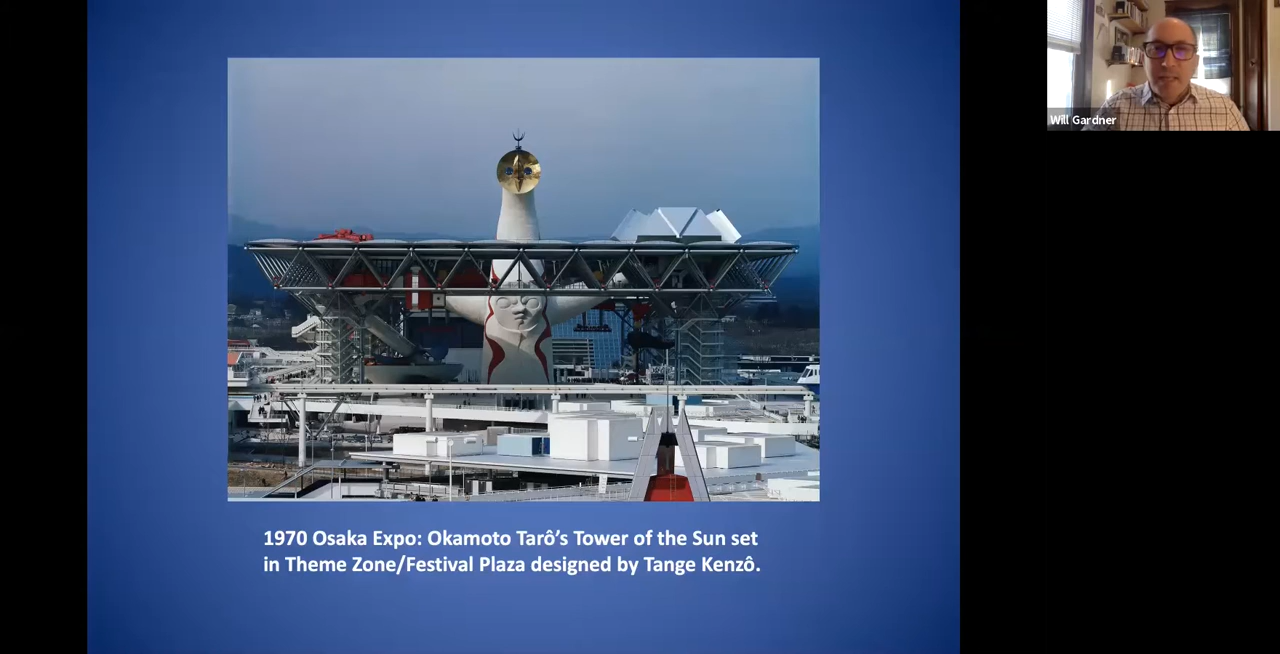 Will Gardner
1970 Osaka Expo: Okamoto Tarô’s Tower of the Sun set
in Theme Zone/Festival Plaza designed by Tange Kenzô.